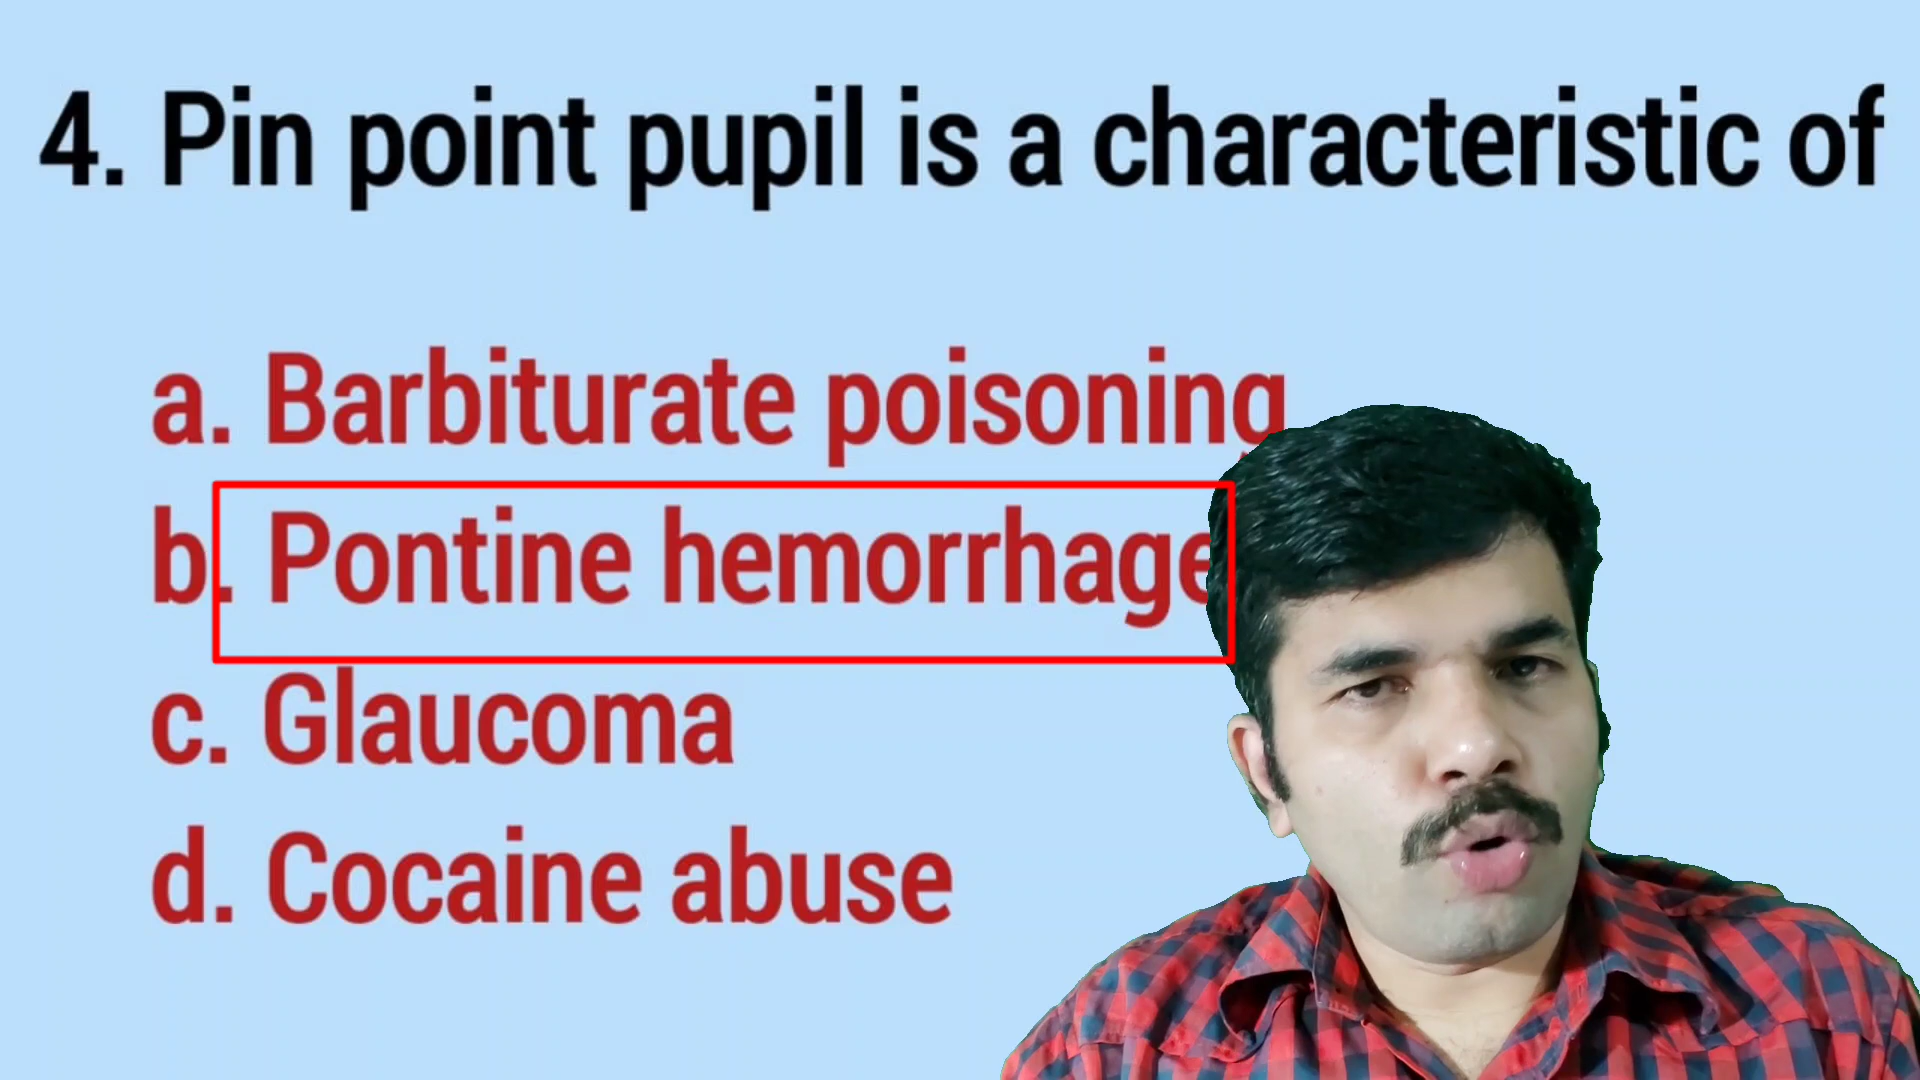 4. Pin point pupil is a characteristic of
a. Barbiturate poisoning
b. Pontine hemorrhage
c. Glaucoma
d. Cocaine abuse